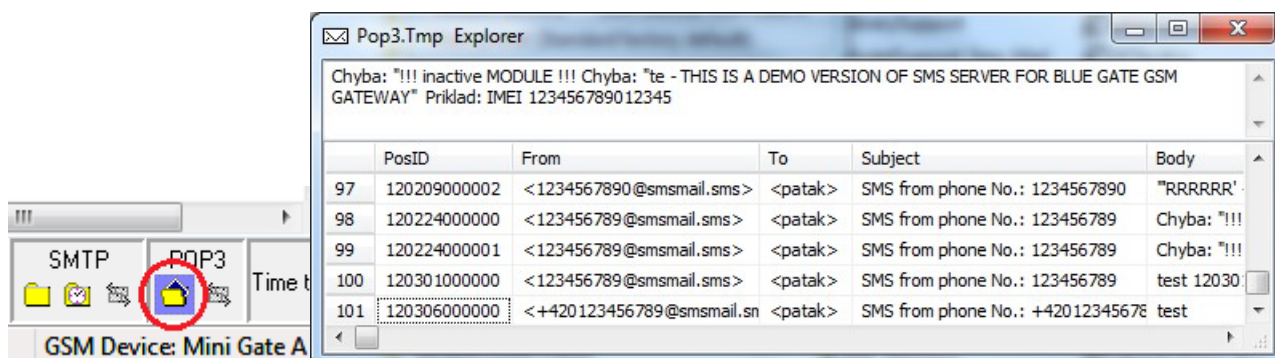 Pop3.Tmp Explorer
Chyba: "!!! inactive MODULE !!! Chyba: "te - THIS IS A DEMO VERSION OF SMS SERVER FOR BLUE GATE GSM
GATEWAY" Priklad: IMEI 123456789012345
PosID From To Subject Body
97 120209000002 <1234567890@smsmail.sms> <patak> SMS from phone No.: 1234567890 "'RRRRRR'
98 120224000000 <123456789@smsmail.sms> <patak> SMS from phone No.: 123456789 Chyba: "!!!
99 120224000001 <123456789@smsmail.sms> <patak> SMS from phone No.: 123456789 Chyba: "!!!
100 120301000000 <123456789@smsmail.sms> <patak> SMS from phone No.: 123456789 test 12030
101 120306000000 <+420123456789@smsmail.sn <patak> SMS from phone No.: +42012345678 test
SMTP POP3
Time t
GSM Device: Mini Gate A